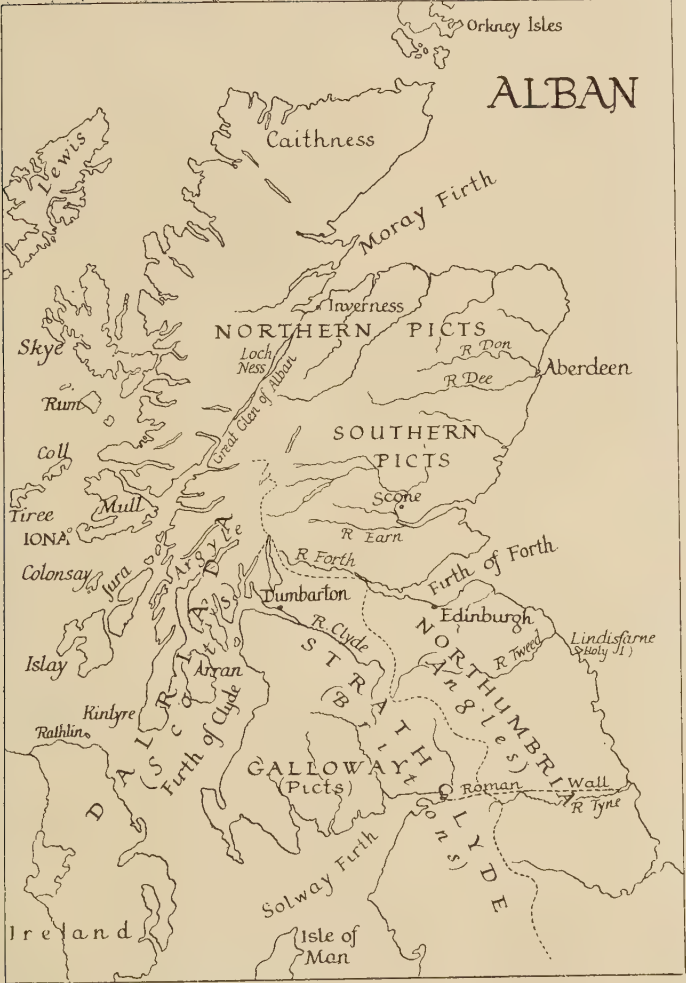 Orkney Isles
ALBAN
Caithness
Lewis
Moray Firth
Inverness
NORTHERN PICTS
Skye
Loch
Ness
R Don
Aberdeen
R Dee
Great Glen of Alban
Rum
SOUTHERN
PICTS
Coll
Scone
Tiree
Mull
R Earn
IONA
Argyle
R Forth
Firth of Forth
Colonsay
Jura
Dumbarton
Edinburgh
R Clyde
R Tweed
Lindisfarne
(Holy I)
Islay
Arran
STRATHCLYDE
(Britons)
NORTHUMBRIA
(Angles)
Kintyre
Firth of Clyde
Rathlin
DALRIADA
(Scots)
GALLOWAY
(Picts)
Roman Wall
R Tyne
Solway Firth
Ireland
Isle of
Man